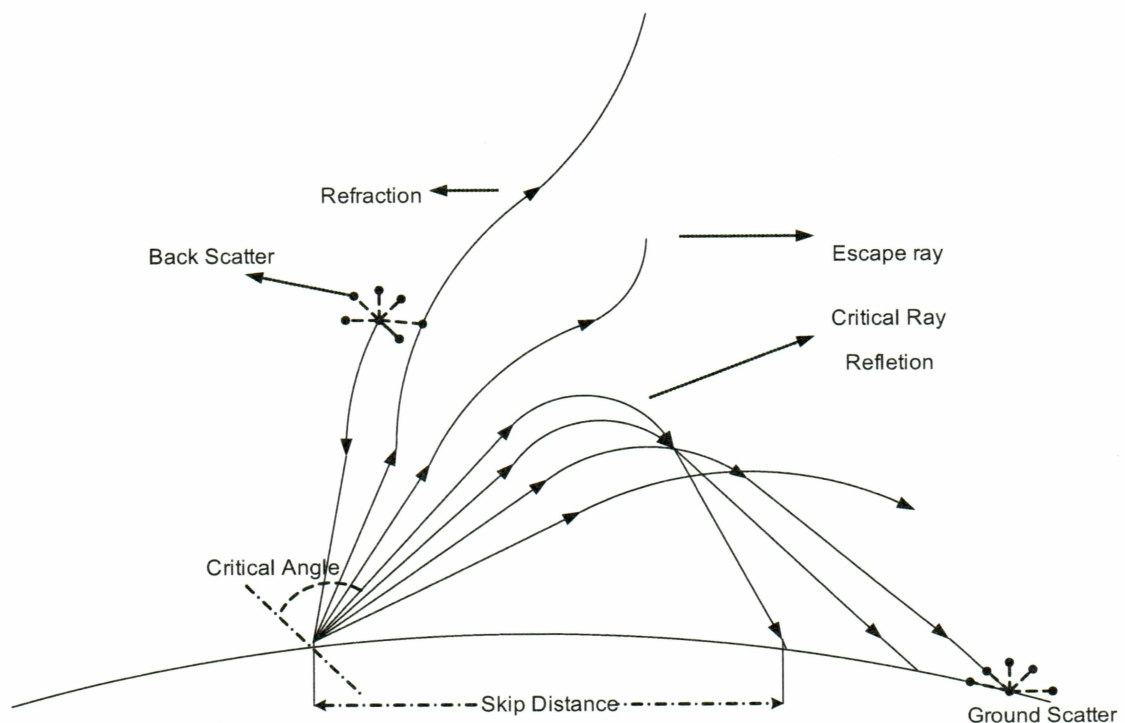 Refraction
Back Scatter
Escape ray
Critical Ray
Refletion
Critical Angle
Skip Distance
Ground Scatter